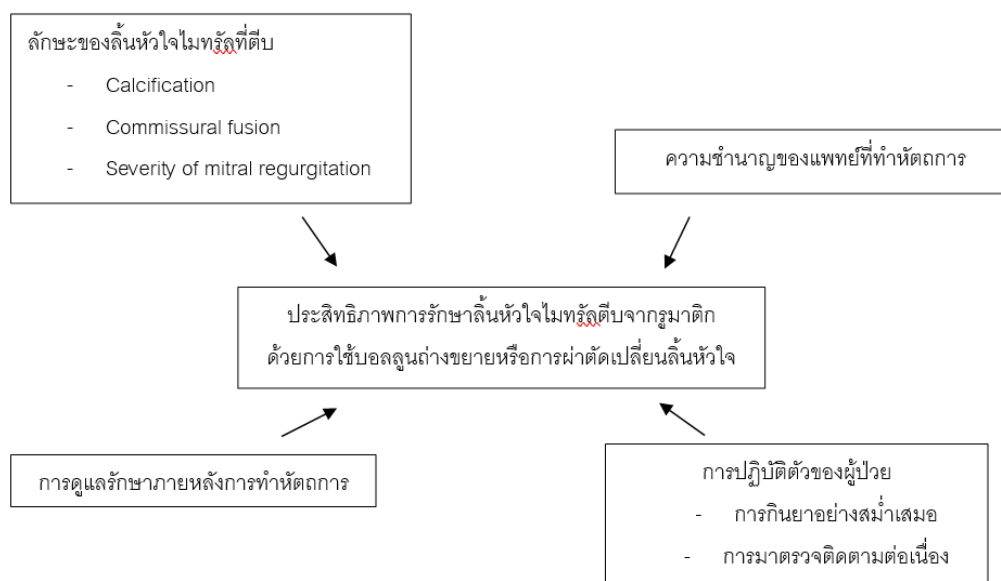 ลักษะของลิ้นหัวใจไมทรัลที่ตีบ
- Calcification
- Commissural fusion
- Severity of mitral regurgitation
ความชำนาญของแพทย์ที่ทำหัตถการ
ประสิทธิภาพการรักษาลิ้นหัวใจไมทรัลตีบจากรูมาติก
ด้วยการใช้บอลลูนถ่างขยายหรือการผ่าตัดเปลี่ยนลิ้นหัวใจ
การดูแลรักษาภายหลังการทำหัตถการ
การปฏิบัติตัวของผู้ป่วย
- การกินยาอย่างสม่ำเสมอ
- การมาตรวจติดตามต่อเนื่อง